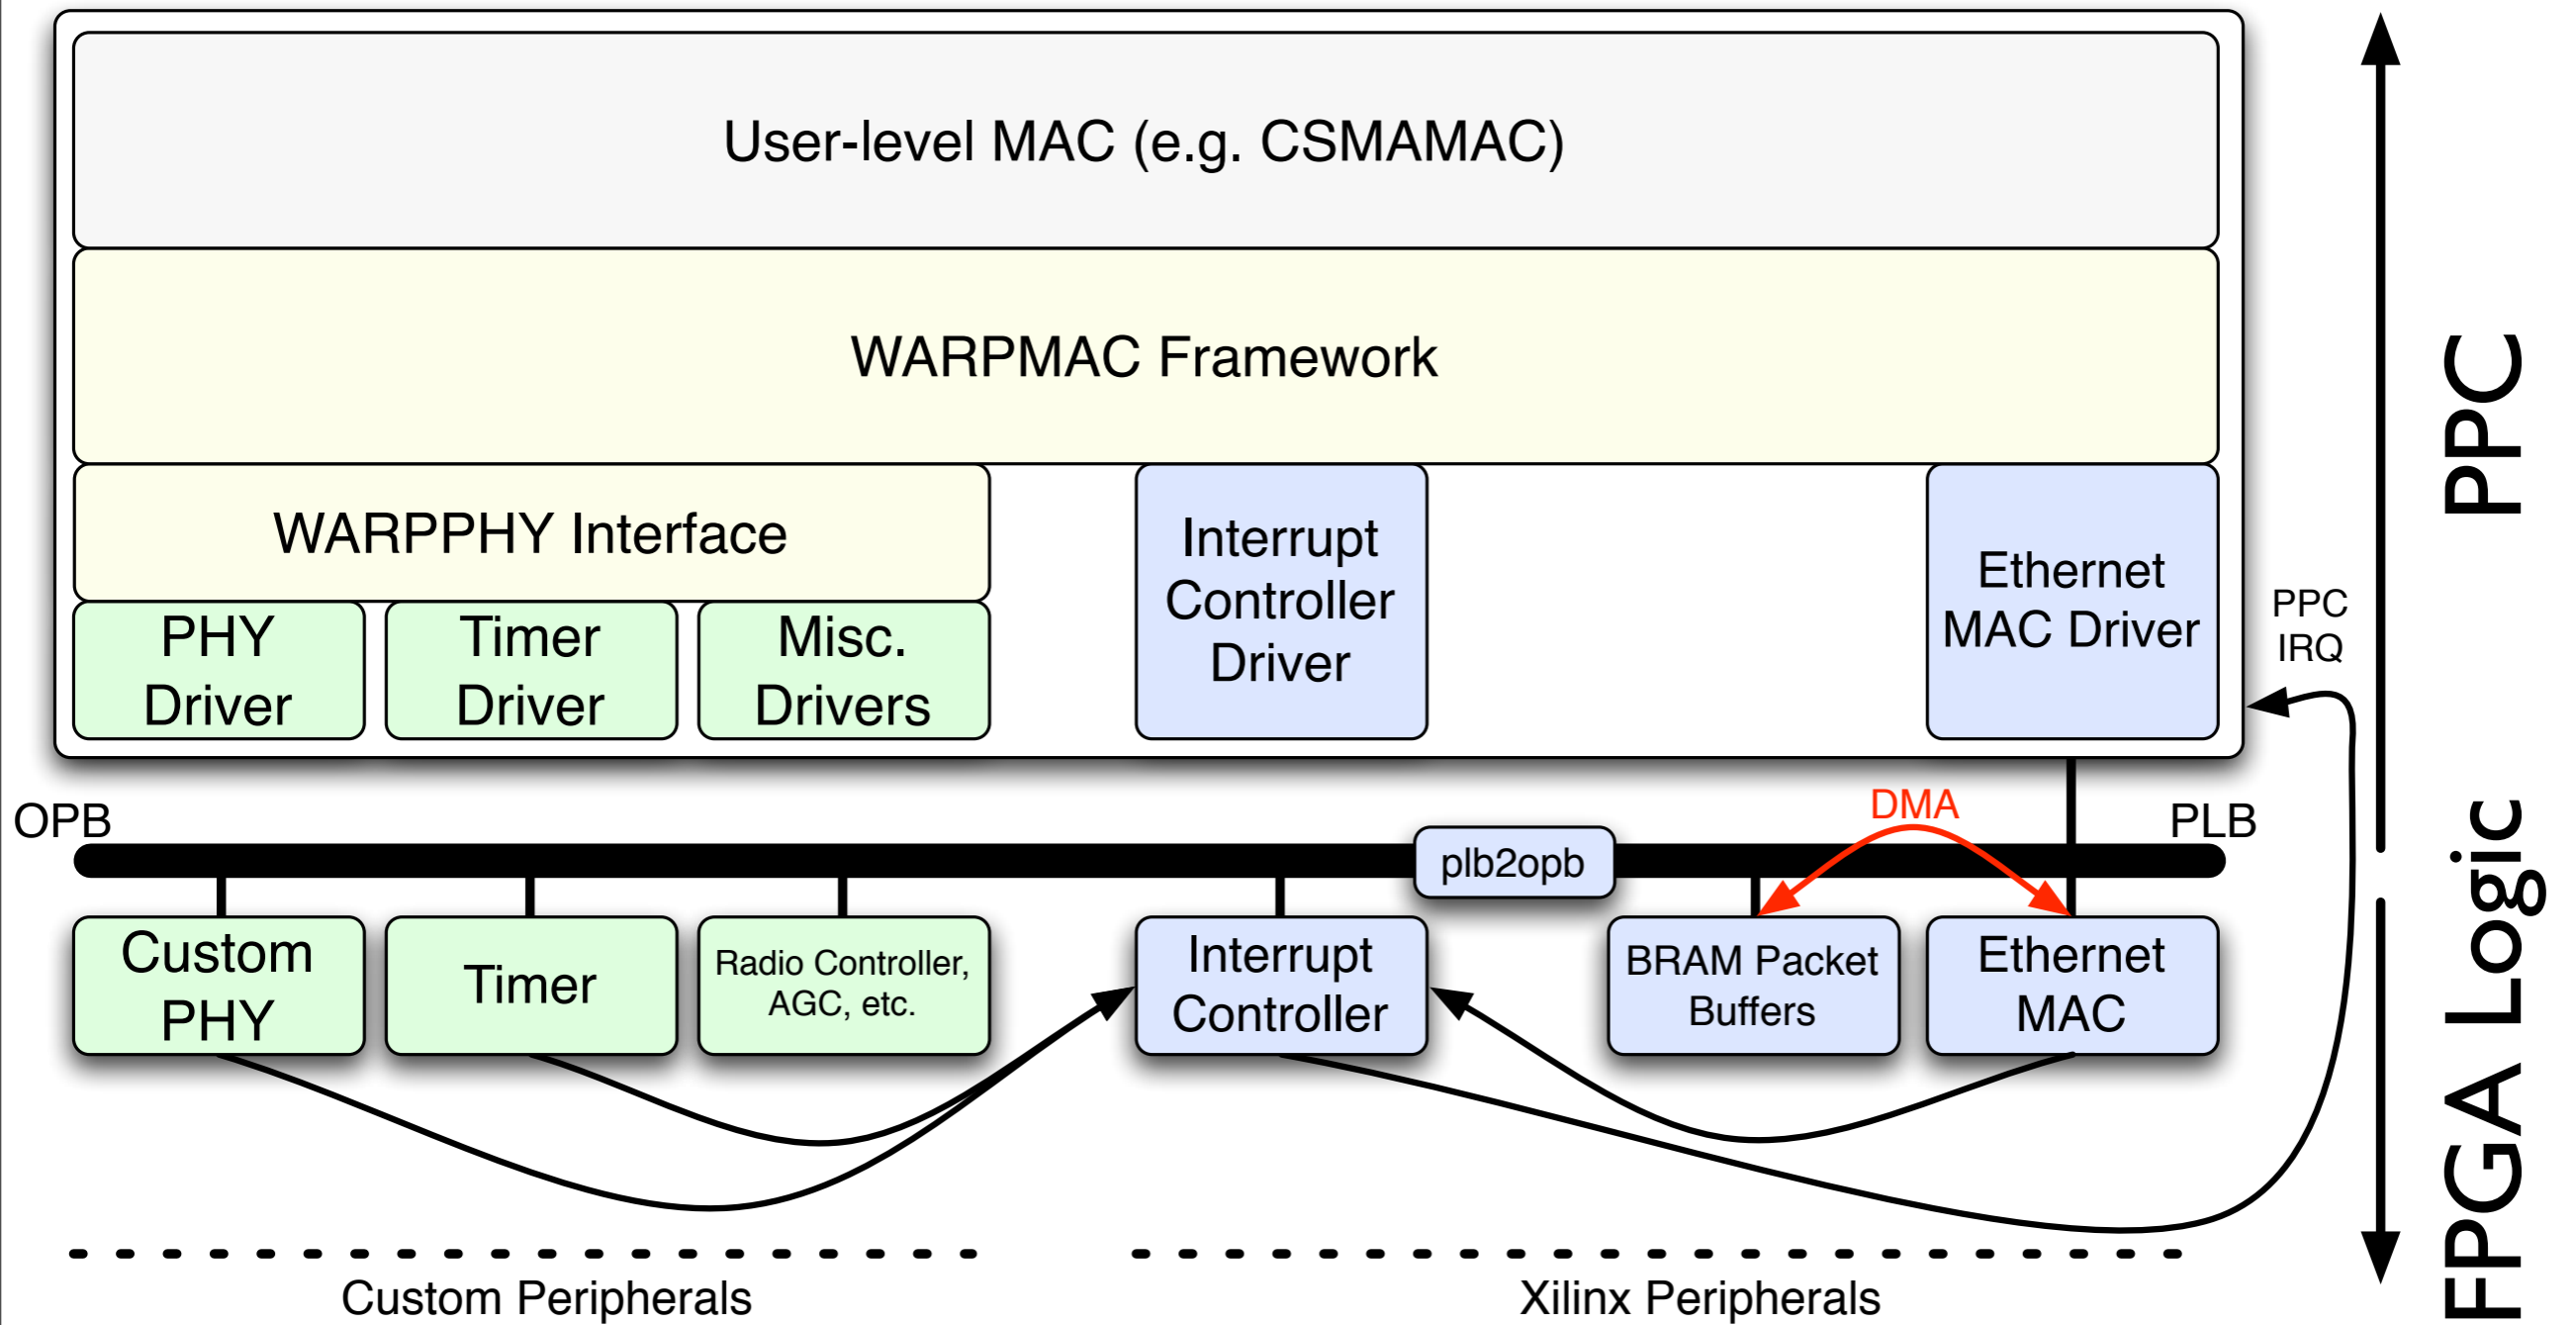 User-level MAC (e.g. CSMAMAC)
WARPMAC Framework
WARPPHY Interface
PHY
Driver
Timer
Driver
Misc.
Drivers
Interrupt
Controller
Driver
Ethernet
MAC Driver
PPC
IRQ
PPC
OPB
DMA
PLB
plb2opb
Custom
PHY
Timer
Radio Controller,
AGC, etc.
Interrupt
Controller
BRAM Packet
Buffers
Ethernet
MAC
FPGA Logic
Custom Peripherals
Xilinx Peripherals